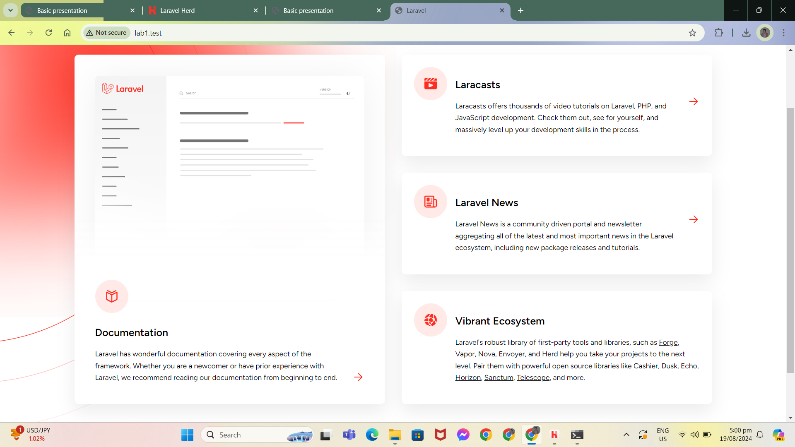 Basic presentation
Laravel Herd
Basic presentation
Laravel
Not secure
lab1.test
Laravel
Search
Documentation
Laravel has wonderful documentation covering every aspect of the
framework. Whether you are a newcomer or have prior experience with
Laravel, we recommend reading our documentation from beginning to end.
Laracasts
Laracasts offers thousands of video tutorials on Laravel, PHP, and
JavaScript development. Check them out, see for yourself, and
massively level up your development skills in the process.
Laravel News
Laravel News is a community driven portal and newsletter
aggregating all of the latest and most important news in the Laravel
ecosystem, including new package releases and tutorials.
Vibrant Ecosystem
Laravel's robust library of first-party tools and libraries, such as Forge,
Vapor, Nova, Envoyer, and Herd help you take your projects to the next
level. Pair them with powerful open source libraries like Cashier, Dusk, Echo,
Horizon, Sanctum, Telescope, and more.
1
USD/JPY
1.02%
Search
ENG
US
5:00 pm
19/08/2024